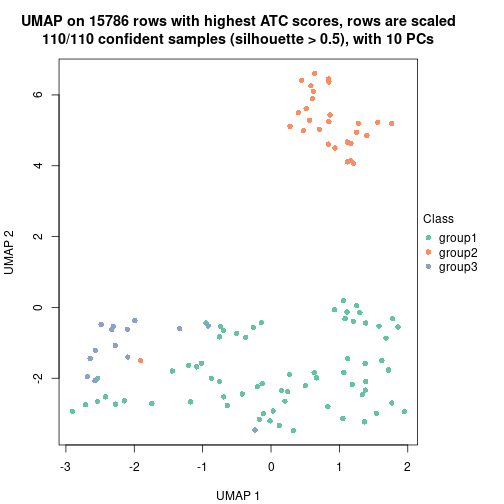 UMAP on 15786 rows with highest ATC scores, rows are scaled
110/110 confident samples (silhouette > 0.5), with 10 PCs
6
4
2
0
-2
UMAP 2
-3
-2
-1
0
1
2
UMAP 1
Class
group1
group2
group3